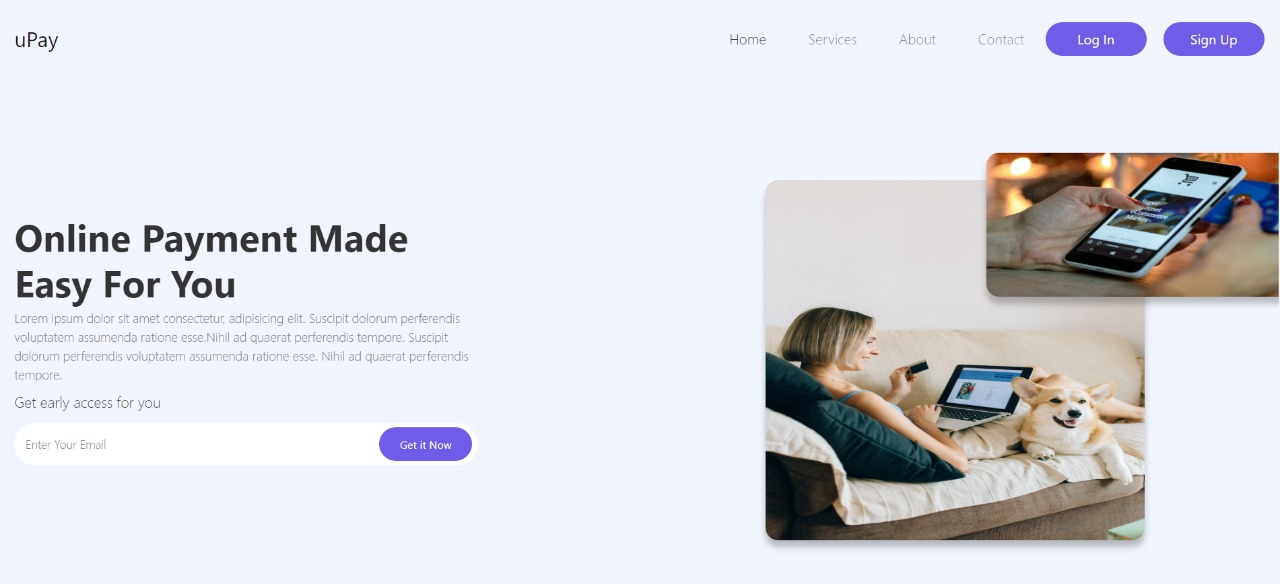 uPay
Home Services About Contact Log In Sign Up
Online Payment Made
Easy For You
Lorem ipsum dolor sit amet consectetur, adipisicing elit. Suscipit dolorum perferendis
voluptatem assumenda ratione esse.Nihil ad quaerat perferendis tempore. Suscipit
dolorum perferendis voluptatem assumenda ratione esse. Nihil ad quaerat perferendis
tempore.
Get early access for you
Enter Your Email
Get it Now